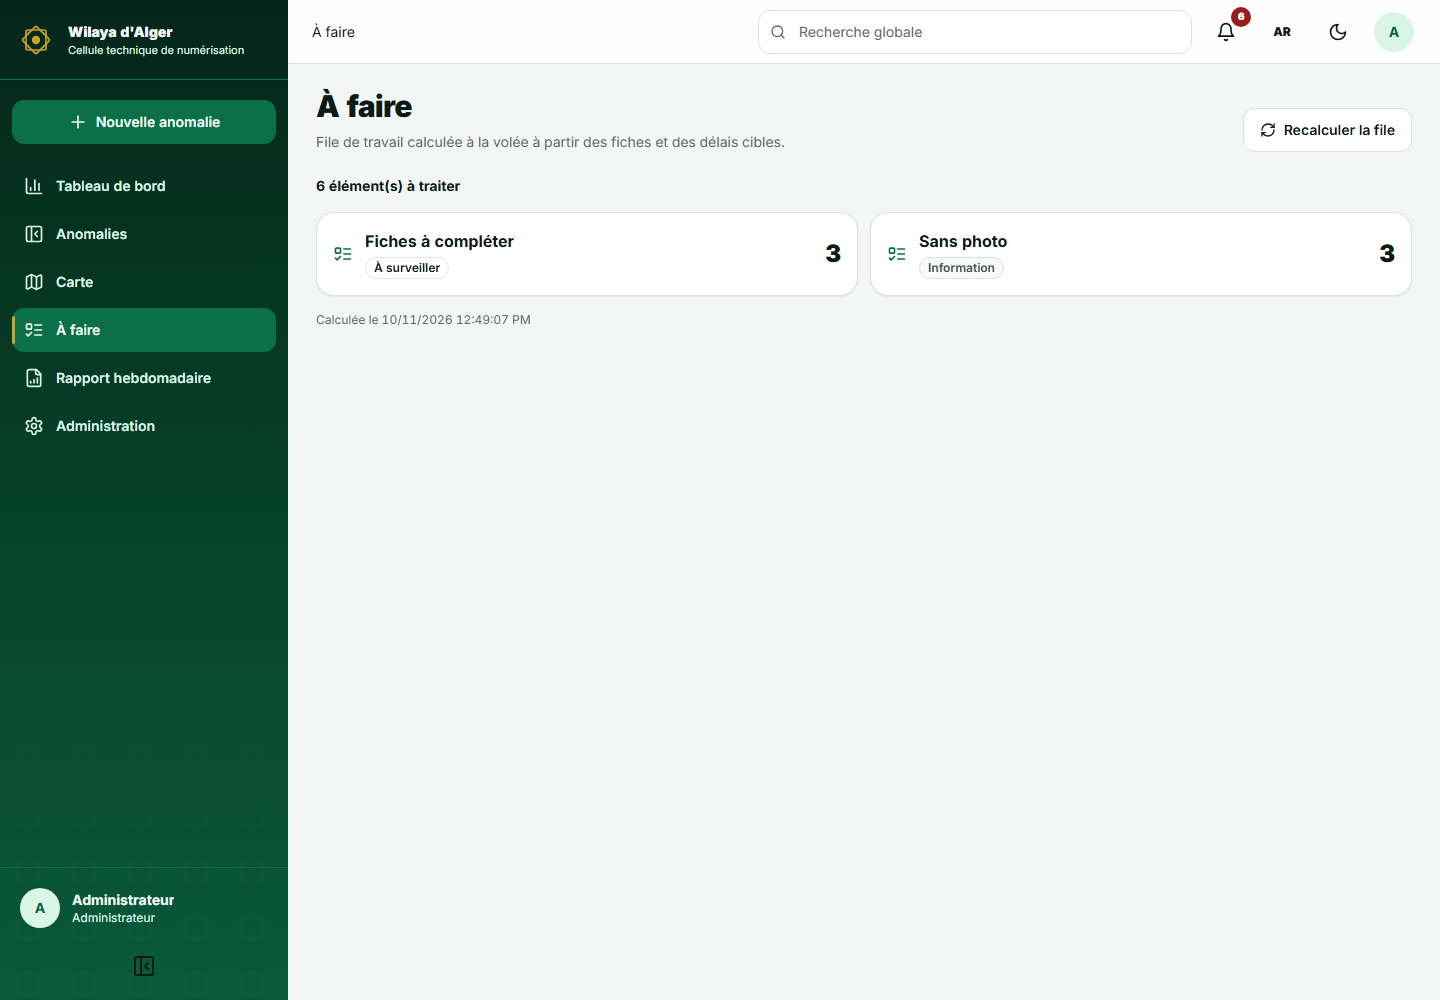 Wilaya d'Alger
Cellule technique de numérisation
Nouvelle anomalie
Tableau de bord
Anomalies
Carte
À faire
Rapport hebdomadaire
Administration
A
Administrateur
Administrateur
À faire
Recherche globale
6
AR
A
À faire
File de travail calculée à la volée à partir des fiches et des délais cibles.
Recalculer la file
6 élément(s) à traiter
Fiches à compléter
À surveiller
3
Sans photo
Information
3
Calculée le 10/11/2026 12:49:07 PM